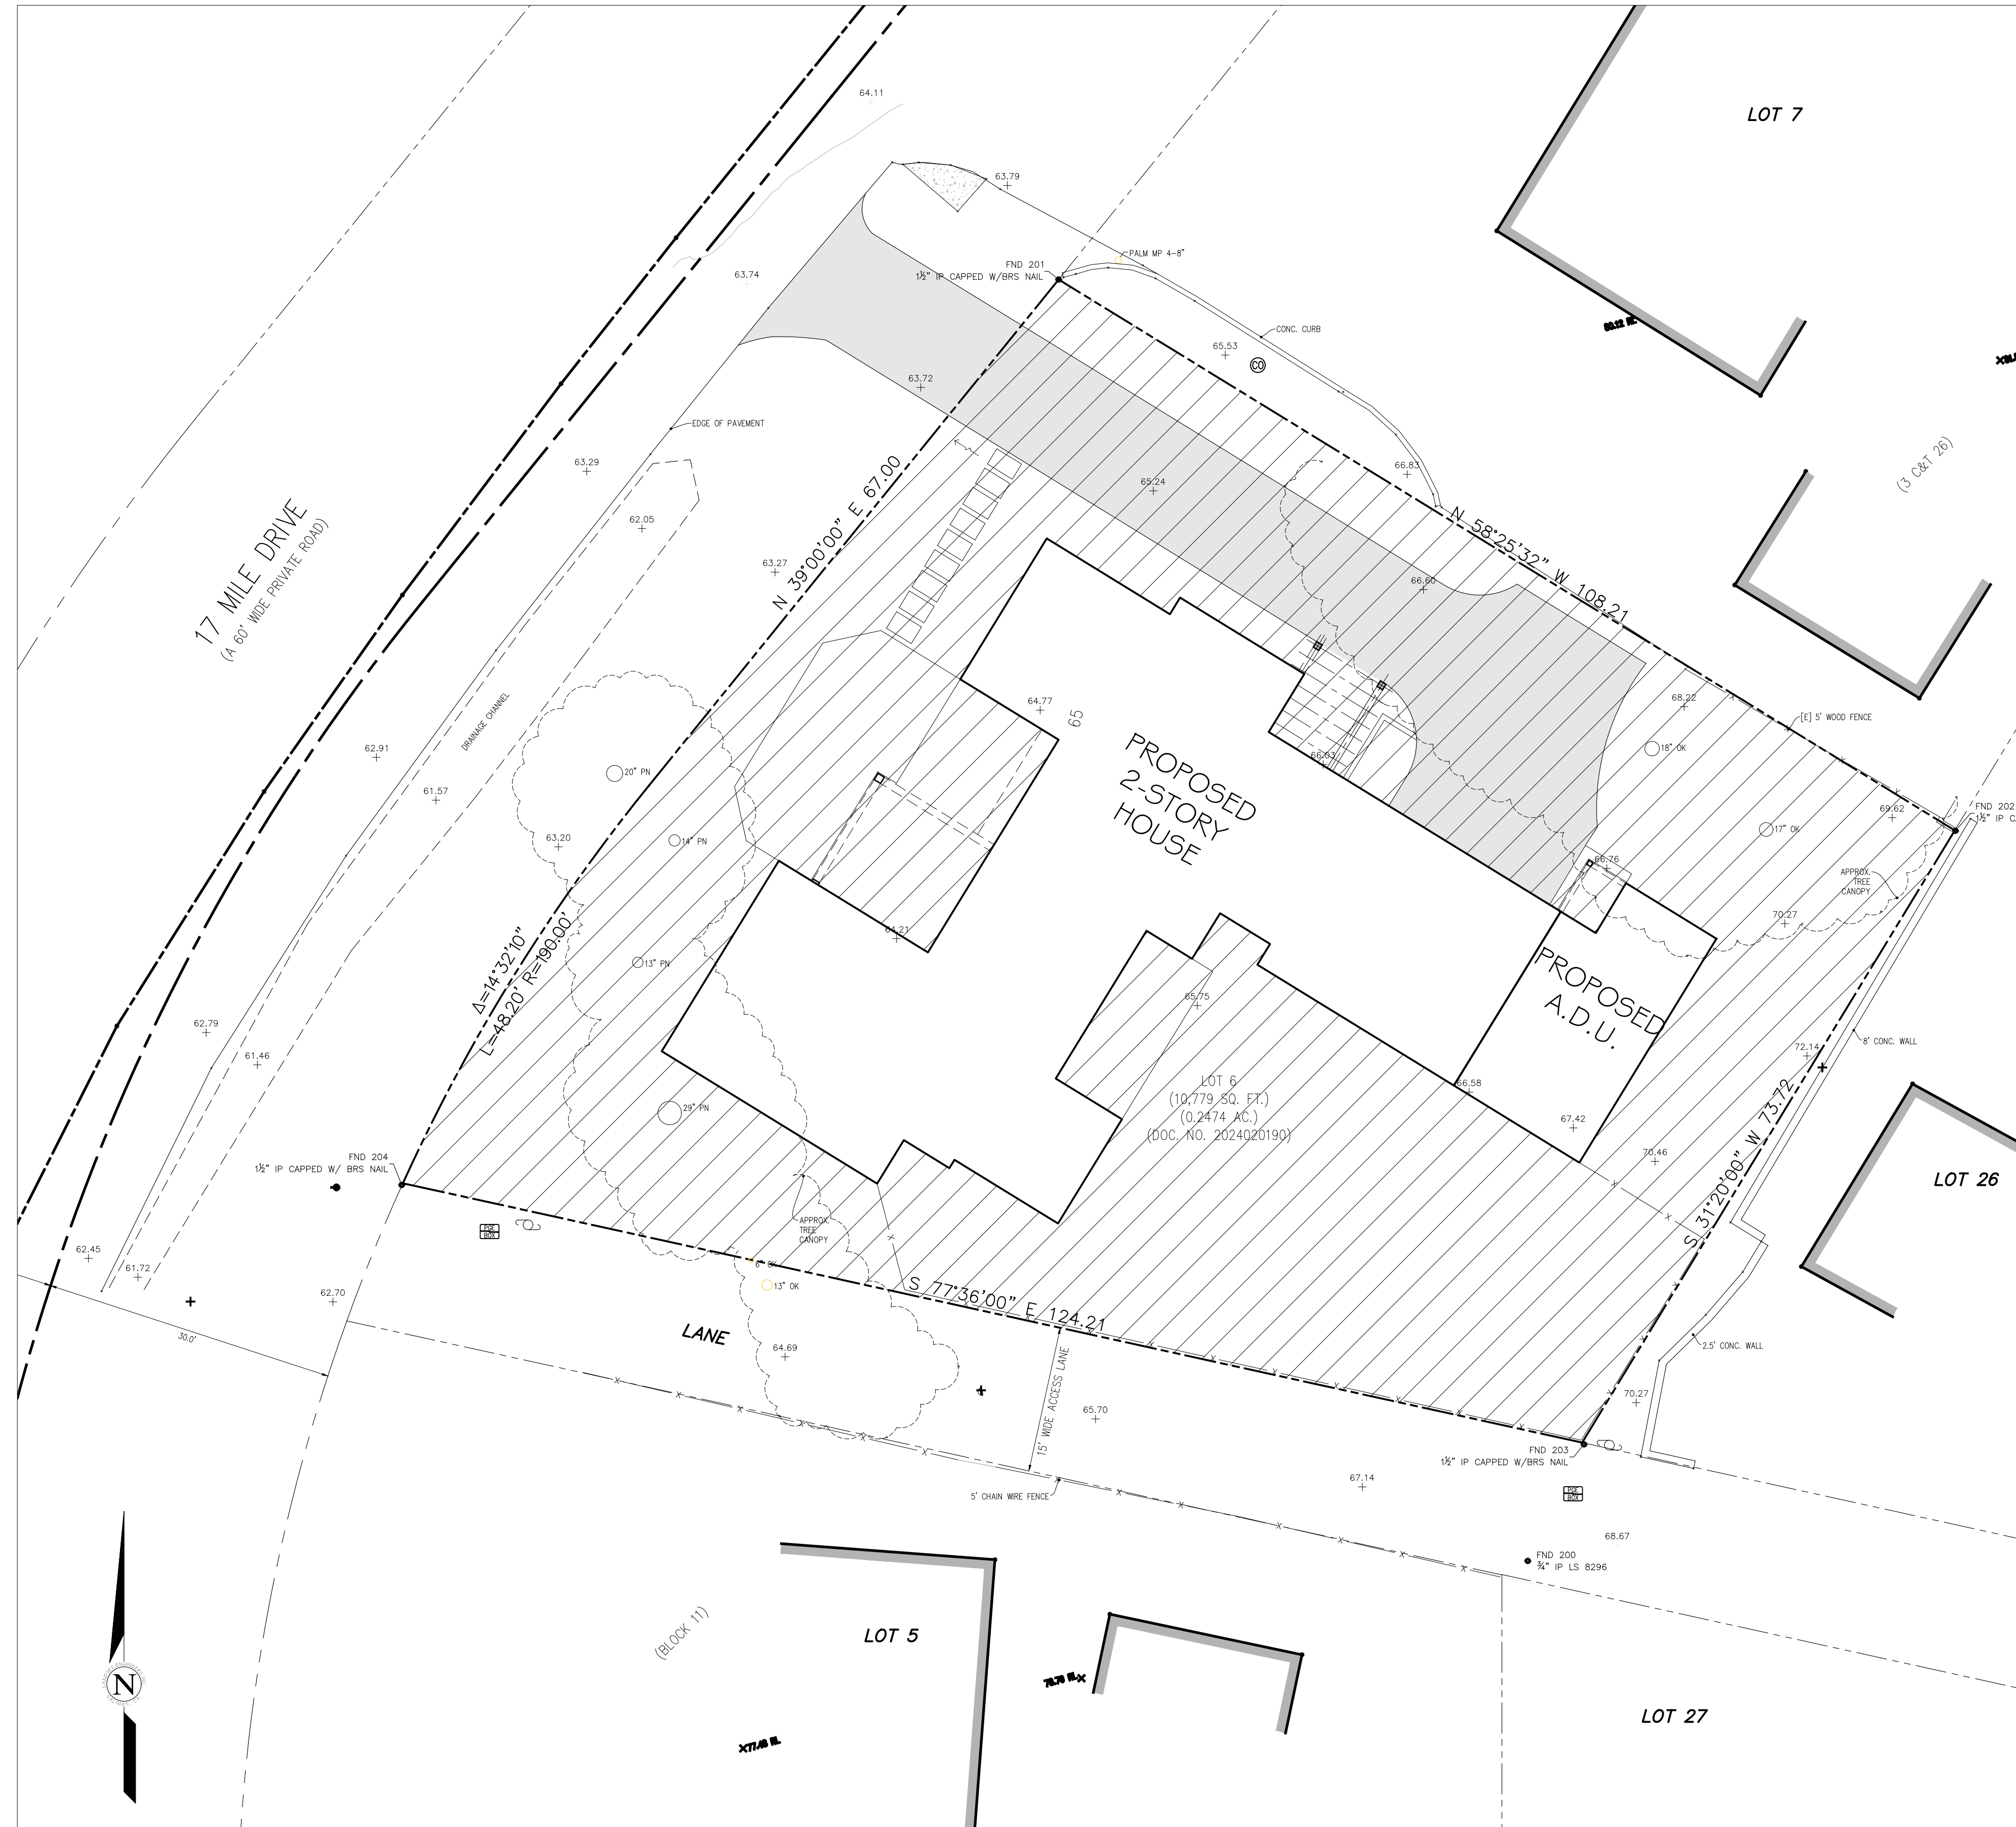 64.11
LOT 7
63.79
PALM MP 4-8"
FND 201
1½" IP CAPPED W/BRS NAIL
63.74
CONC. CURB
65.53
CO
63.72
EDGE OF PAVEMENT
(3 C&T 26)
63.29
N 39°00'00" E 67.00
66.83
65.24
62.05
N 58°25'32" W 108.21
17 MILE DRIVE
(A 60' WIDE PRIVATE ROAD)
63.27
66.60
64.77
65
68.22
[E] 5' WOOD FENCE
DRAINAGE CHANNEL
62.91
20" PN
66.03
18" OK
PROPOSED
2-STORY
HOUSE
61.57
69.62
FND 202
17" OK
63.20
14" PN
66.76
APPROX.
TREE
CANOPY
70.27
64.21
Δ=14°32'10"
L=48.20' R=190.00'
13" PN
65.75
PROPOSED
A.D.U.
62.79
61.46
72.14
8' CONC. WALL
LOT 6
(10,779 SQ. FT.)
(0.2474 AC.)
(DOC. NO. 2024020190)
66.58
67.42
29" PN
FND 204
1½" IP CAPPED W/ BRS NAIL
70.46
LOT 26
S 31°20'00" W 73.72
APPROX.
TREE
CANOPY
PGE
BOX
62.45
61.72
6" OK
13" OK
S 77°36'00" E 124.21
62.70
30.0'
LANE
64.69
15' WIDE ACCESS LANE
2.5' CONC. WALL
65.70
70.27
FND 203
1½" IP CAPPED W/BRS NAIL
67.14
5' CHAIN WIRE FENCE
PGE
BOX
68.67
FND 200
¾" IP LS 8296
(BLOCK 11)
LOT 5
N
LOT 27